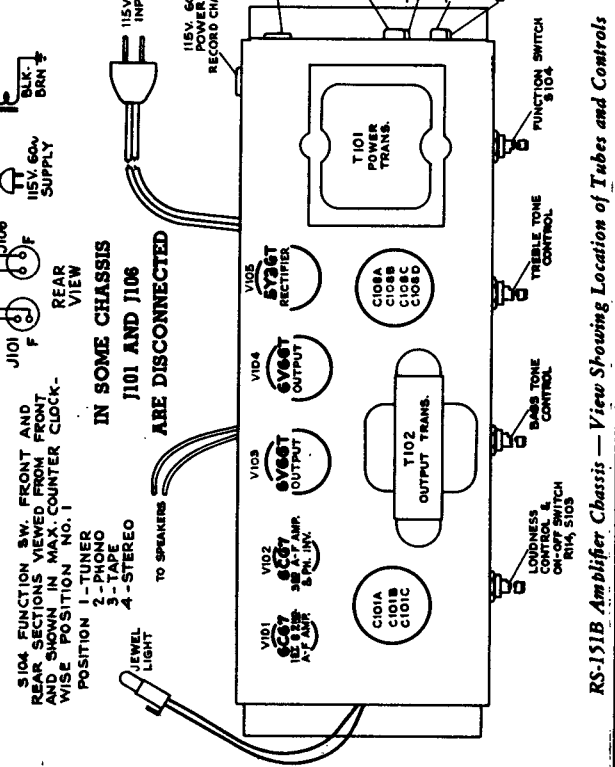 115V. 60
POWER
RECORD CHA
115V
INP
BLK-
BRN
115V. 60~
SUPPLY
J106
F
J101
F
REAR
VIEW
S104 FUNCTION SW. FRONT AND
REAR SECTIONS VIEWED FROM FRONT
AND SHOWN IN MAX. COUNTER CLOCK-
WISE POSITION NO. 1
POSITION 1-TUNER
2-PHONO
3-TAPE
4-STEREO
IN SOME CHASSIS
J101 AND J106
ARE DISCONNECTED
JEWEL
LIGHT
TO SPEAKERS
V101
6CG7
1ST & 2ND
A-F AMP.
V102
6CG7
3RD A-F AMP.
& PH. INV.
V103
6V6GT
OUTPUT
V104
6V6GT
OUTPUT
V105
5Y3GT
RECTIFIER
T101
POWER
TRANS.
C101A
C101B
C101C
T102
OUTPUT TRANS.
C108A
C108B
C108C
C108D
LOUDNESS
CONTROL &
ON-OFF SWITCH
R114, S103
BASS TONE
CONTROL
TREBLE TONE
CONTROL
FUNCTION SWITCH
S104
RS-151B Amplifier Chassis — View Showing Location of Tubes and Controls